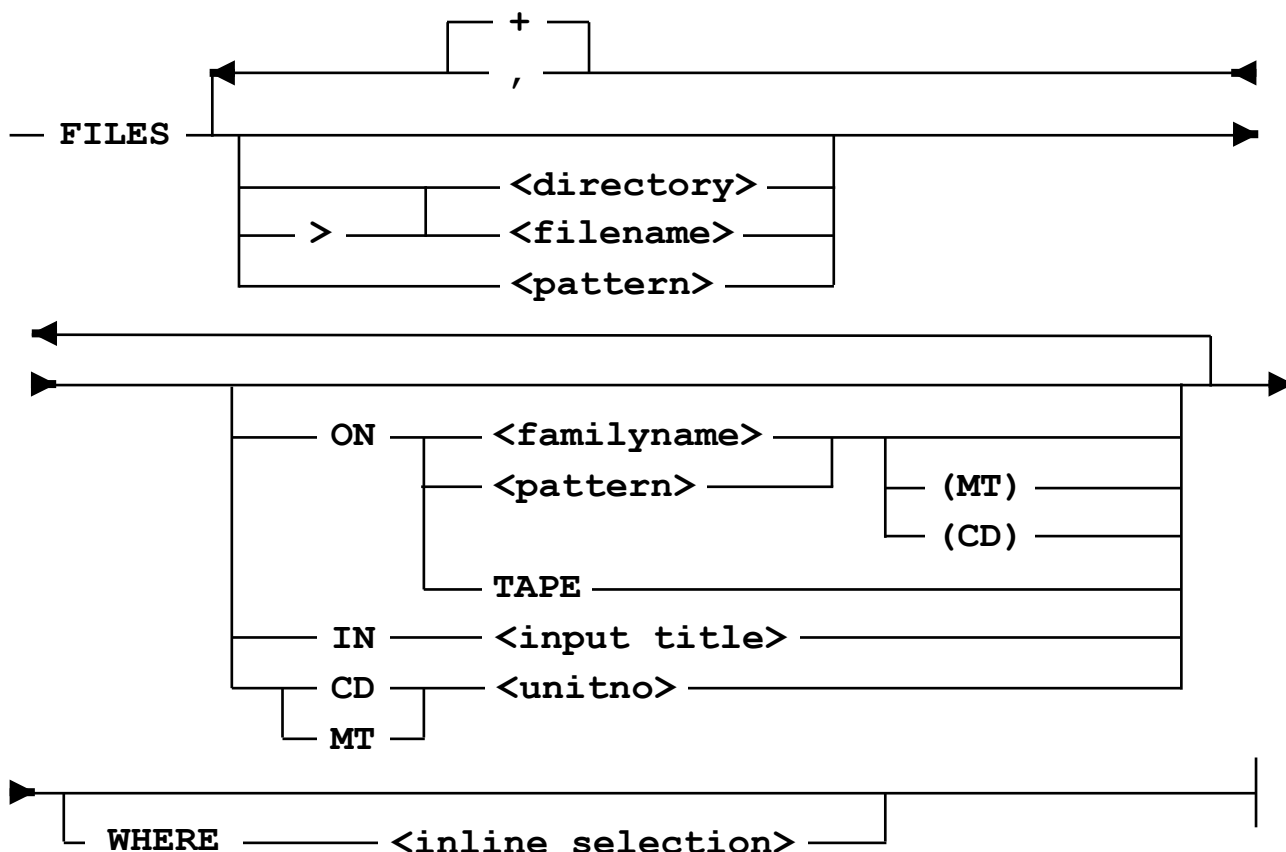 +
,
FILES
<directory>
> <filename>
<pattern>
ON <familyname>
<pattern> (MT)
(CD)
TAPE
IN <input title>
CD <unitno>
MT
WHERE <inline selection>